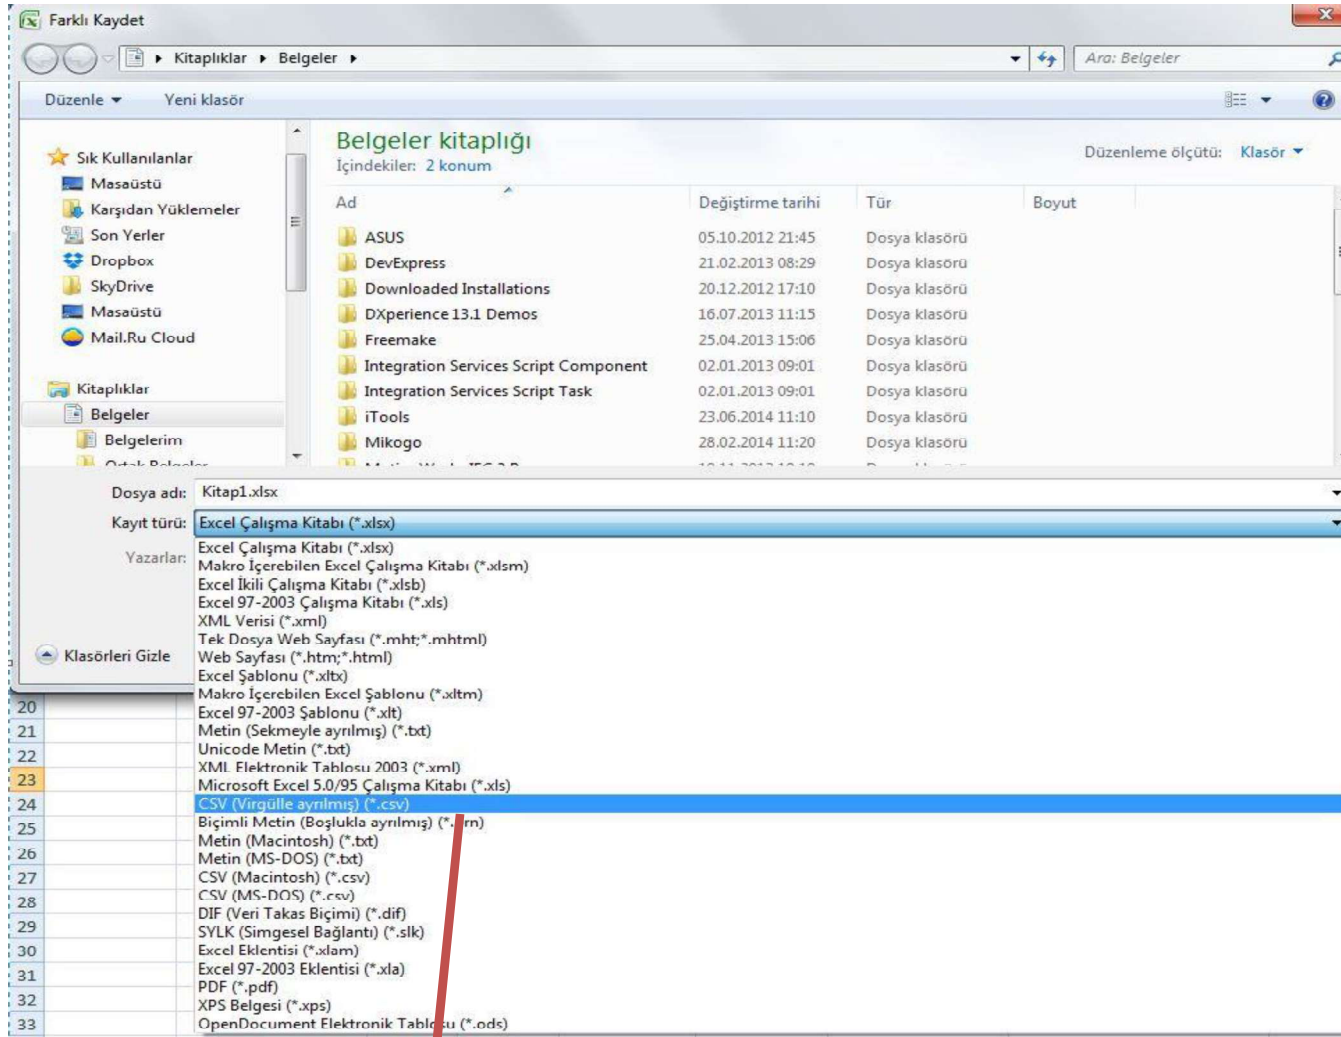 Farklı Kaydet
Kitaplıklar Belgeler
Ara: Belgeler
Düzenle Yeni klasör
Sık Kullanılanlar
Masaüstü
Karşıdan Yüklemeler
Son Yerler
Dropbox
SkyDrive
Masaüstü
Mail.Ru Cloud
Kitaplıklar
Belgeler
Belgelerim
Ortak Belgeler
Belgeler kitaplığı
İçindekiler: 2 konum
Düzenleme ölçütü: Klasör
Ad Değiştirme tarihi Tür Boyut
ASUS 05.10.2012 21:45 Dosya klasörü
DevExpress 21.02.2013 08:29 Dosya klasörü
Downloaded Installations 20.12.2012 17:10 Dosya klasörü
DXperience 13.1 Demos 16.07.2013 11:15 Dosya klasörü
Freemake 25.04.2013 15:06 Dosya klasörü
Integration Services Script Component 02.01.2013 09:01 Dosya klasörü
Integration Services Script Task 02.01.2013 09:01 Dosya klasörü
iTools 23.06.2014 11:10 Dosya klasörü
Mikogo 28.02.2014 11:20 Dosya klasörü
Dosya adı: Kitap1.xlsx
Kayıt türü: Excel Çalışma Kitabı (*.xlsx)
Yazarlar:
Klasörleri Gizle
Excel Çalışma Kitabı (*.xlsx)
Makro İçerebilen Excel Çalışma Kitabı (*.xlsm)
Excel İkili Çalışma Kitabı (*.xlsb)
Excel 97-2003 Çalışma Kitabı (*.xls)
XML Verisi (*.xml)
Tek Dosya Web Sayfası (*.mht;*.mhtml)
Web Sayfası (*.htm;*.html)
Excel Şablonu (*.xltx)
Makro İçerebilen Excel Şablonu (*.xltm)
Excel 97-2003 Şablonu (*.xlt)
Metin (Sekmeyle ayrılmış) (*.txt)
Unicode Metin (*.txt)
XML Elektronik Tablosu 2003 (*.xml)
Microsoft Excel 5.0/95 Çalışma Kitabı (*.xls)
CSV (Virgülle ayrılmış) (*.csv)
Biçimli Metin (Boşlukla ayrılmış)
Metin (Macintosh) (*.txt)
Metin (MS-DOS) (*.txt)
CSV (Macintosh) (*.csv)
CSV (MS-DOS) (*.csv)
DIF (Veri Takas Biçimi) (*.dif)
SYLK (Simgesel Bağlantı) (*.slk)
Excel Eklentisi (*.xlam)
Excel 97-2003 Eklentisi (*.xla)
PDF (*.pdf)
XPS Belgesi (*.xps)
OpenDocument Elektronik Tablosu (*.ods)
20
21
22
23
24
25
26
27
28
29
30
31
32
33